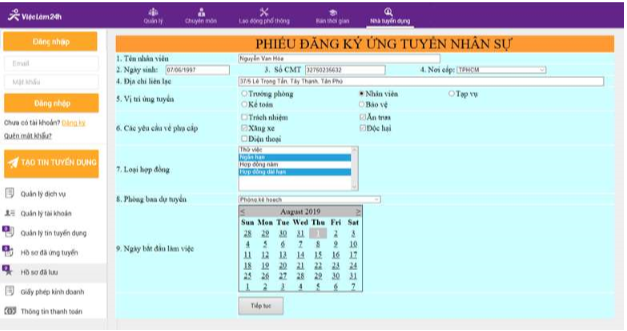 ViecLam24h
Quản lý
Chuyên môn
Lao động phổ thông
Bán thời gian
Nhà tuyển dụng
Đăng nhập
Email
Mật khẩu
Đăng nhập
Chưa có tài khoản? Đăng ký
Quên mật khẩu?
TẠO TIN TUYỂN DỤNG
Quản lý dịch vụ
Quản lý tài khoản
Quản lý tin tuyển dụng
Hồ sơ đã ứng tuyển
Hồ sơ đã lưu
Giấy phép kinh doanh
Thông tin thanh toán
PHIẾU ĐĂNG KÝ ỨNG TUYỂN NHÂN SỰ
1. Tên nhân viên Nguyễn Văn Hóa
2. Ngày sinh: 07/06/1997 3. Số CMT 32750235632 4. Nơi cấp: TPHCM
4. Địa chỉ liên lạc 37/5 Lê Trọng Tấn, Tây Thạnh, Tân Phú
5. Vị trí ứng tuyển Trưởng phòng Nhân viên Tạp vụ
Kế toán Bảo vệ
6. Các yêu cầu về phụ cấp Trách nhiệm Ăn trưa
Xăng xe Độc hại
Điện thoại
7. Loại hợp đồng
Thử việc
Ngắn hạn
Hợp đồng năm
Hợp đồng dài hạn
8. Phòng ban dự tuyển Phòng kế hoạch
9. Ngày bắt đầu làm việc
< August 2019 >
Sun Mon Tue Wed Thu Fri Sat
28 29 30 31 1 2 3
4 5 6 7 8 9 10
11 12 13 14 15 16 17
18 19 20 21 22 23 24
25 26 27 28 29 30 31
1 2 3 4 5 6 7
Tiếp tục